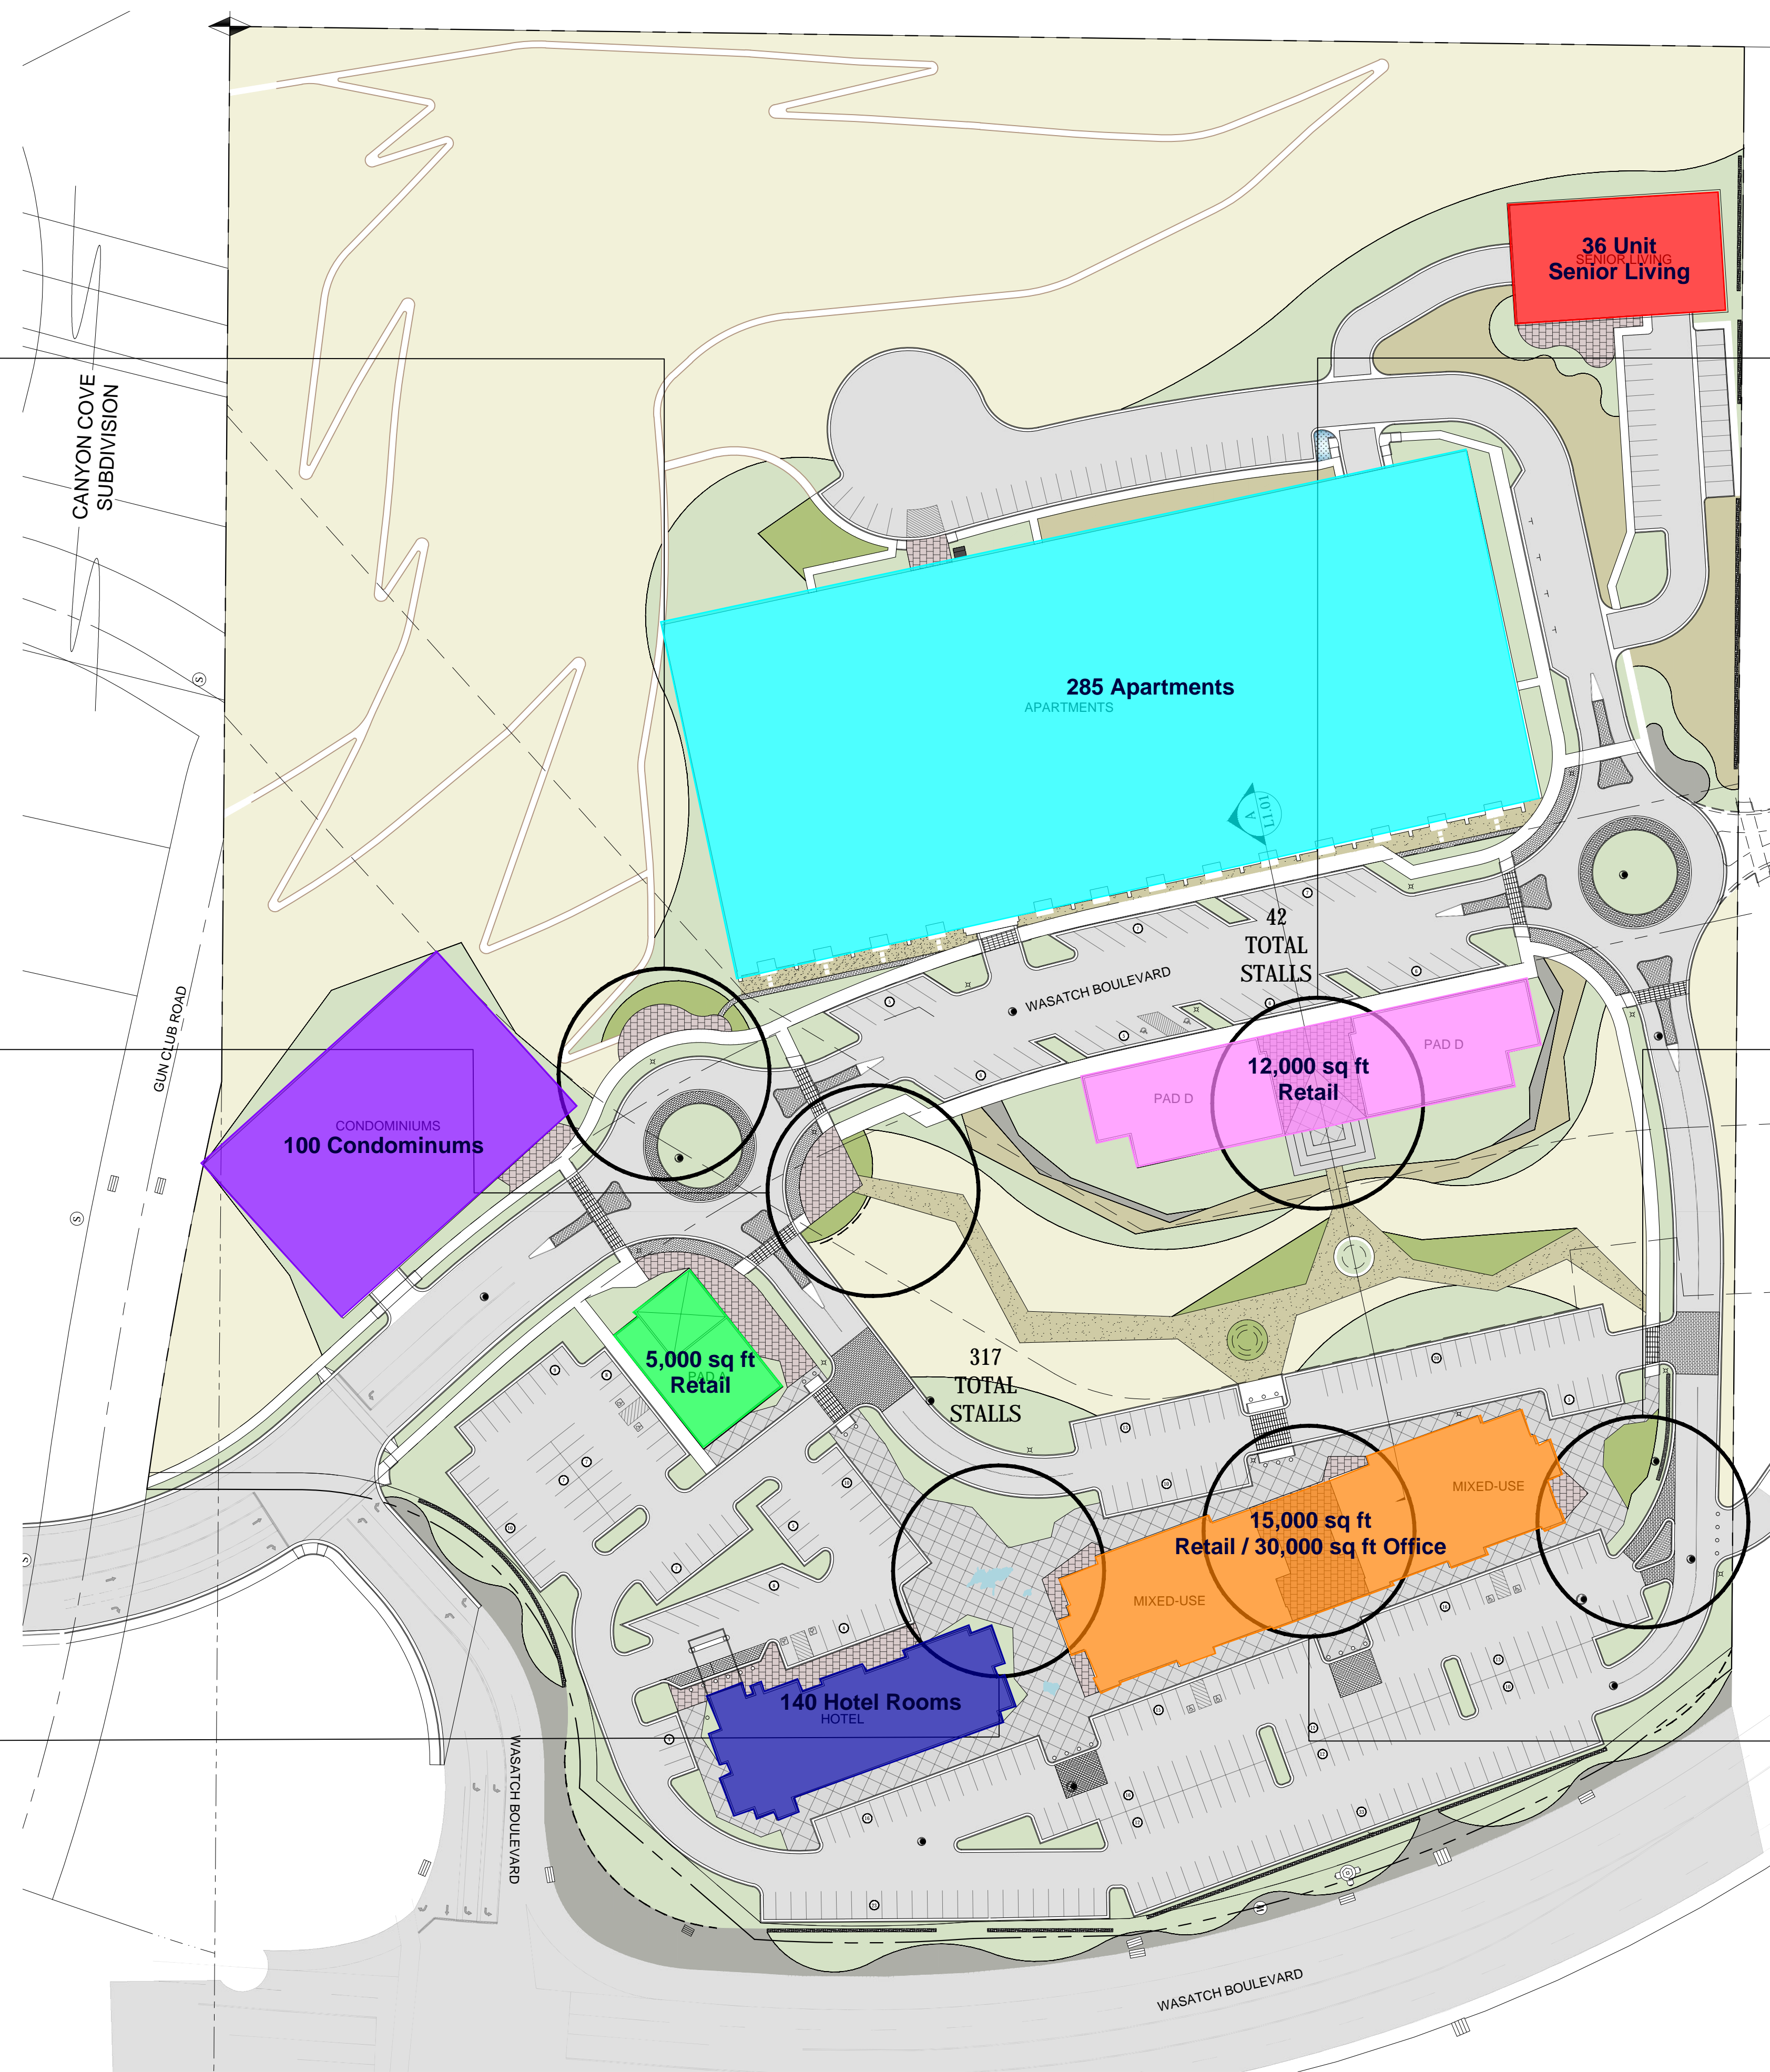 36 Unit
SENIOR LIVING
Senior Living
CANYON COVE
SUBDIVISION
S
285 Apartments
APARTMENTS
A
L1.01
42
TOTAL
STALLS
WASATCH BOULEVARD
GUN CLUB ROAD
PAD D
12,000 sq ft
Retail
PAD D
CONDOMINIUMS
100 Condominums
S
5,000 sq ft
PAD A
Retail
317
TOTAL
STALLS
MIXED-USE
15,000 sq ft
Retail / 30,000 sq ft Office
MIXED-USE
S
140 Hotel Rooms
HOTEL
WASATCH BOULEVARD
WASATCH BOULEVARD